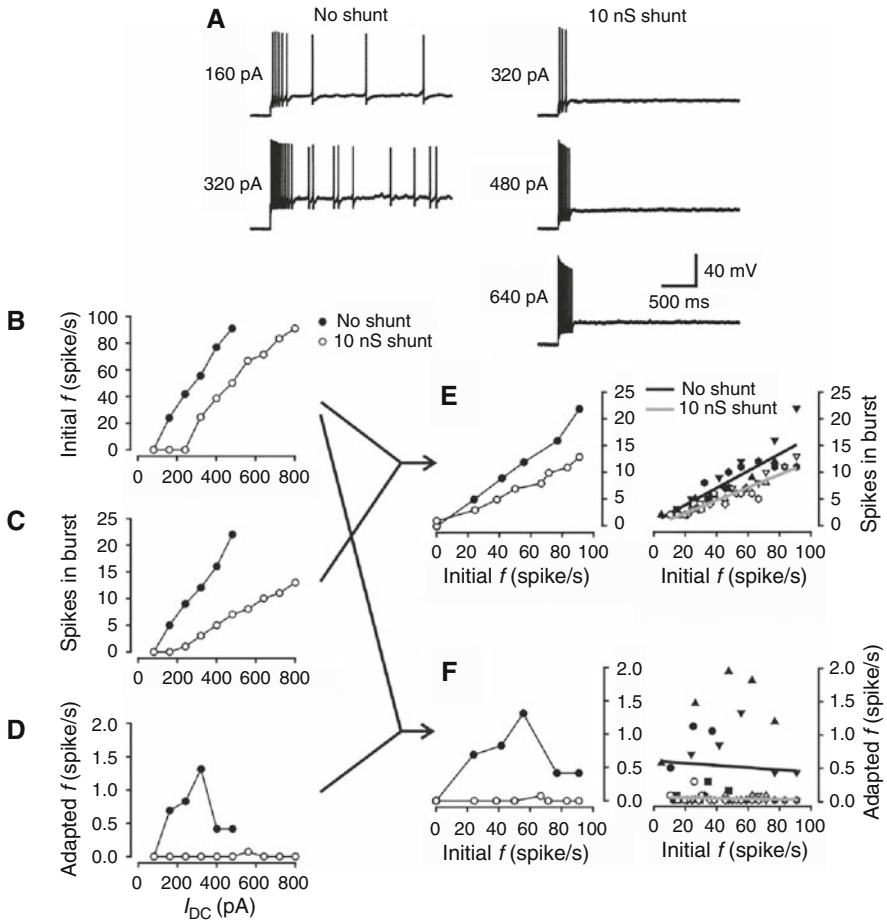 A
No shunt
10 nS shunt
160 pA
320 pA
320 pA
480 pA
640 pA
40 mV
500 ms
B
Initial f (spike/s)
100
80
60
40
20
0
0 200 400 600 800
No shunt
10 nS shunt
C
Spikes in burst
25
20
15
10
5
0
0 200 400 600 800
D
Adapted f (spike/s)
2.0
1.5
1.0
0.5
0.0
0 200 400 600 800
I DC (pA)
E
25
20
15
10
5
0
0 20 40 60 80 100
Initial f (spike/s)
No shunt
10 nS shunt
25
20
15
10
5
0
Spikes in burst
0 20 40 60 80 100
Initial f (spike/s)
F
2.0
1.5
1.0
0.5
0.0
0 20 40 60 80 100
Initial f (spike/s)
2.0
1.5
1.0
0.5
0.0
Adapted f (spike/s)
0 20 40 60 80 100
Initial f (spike/s)